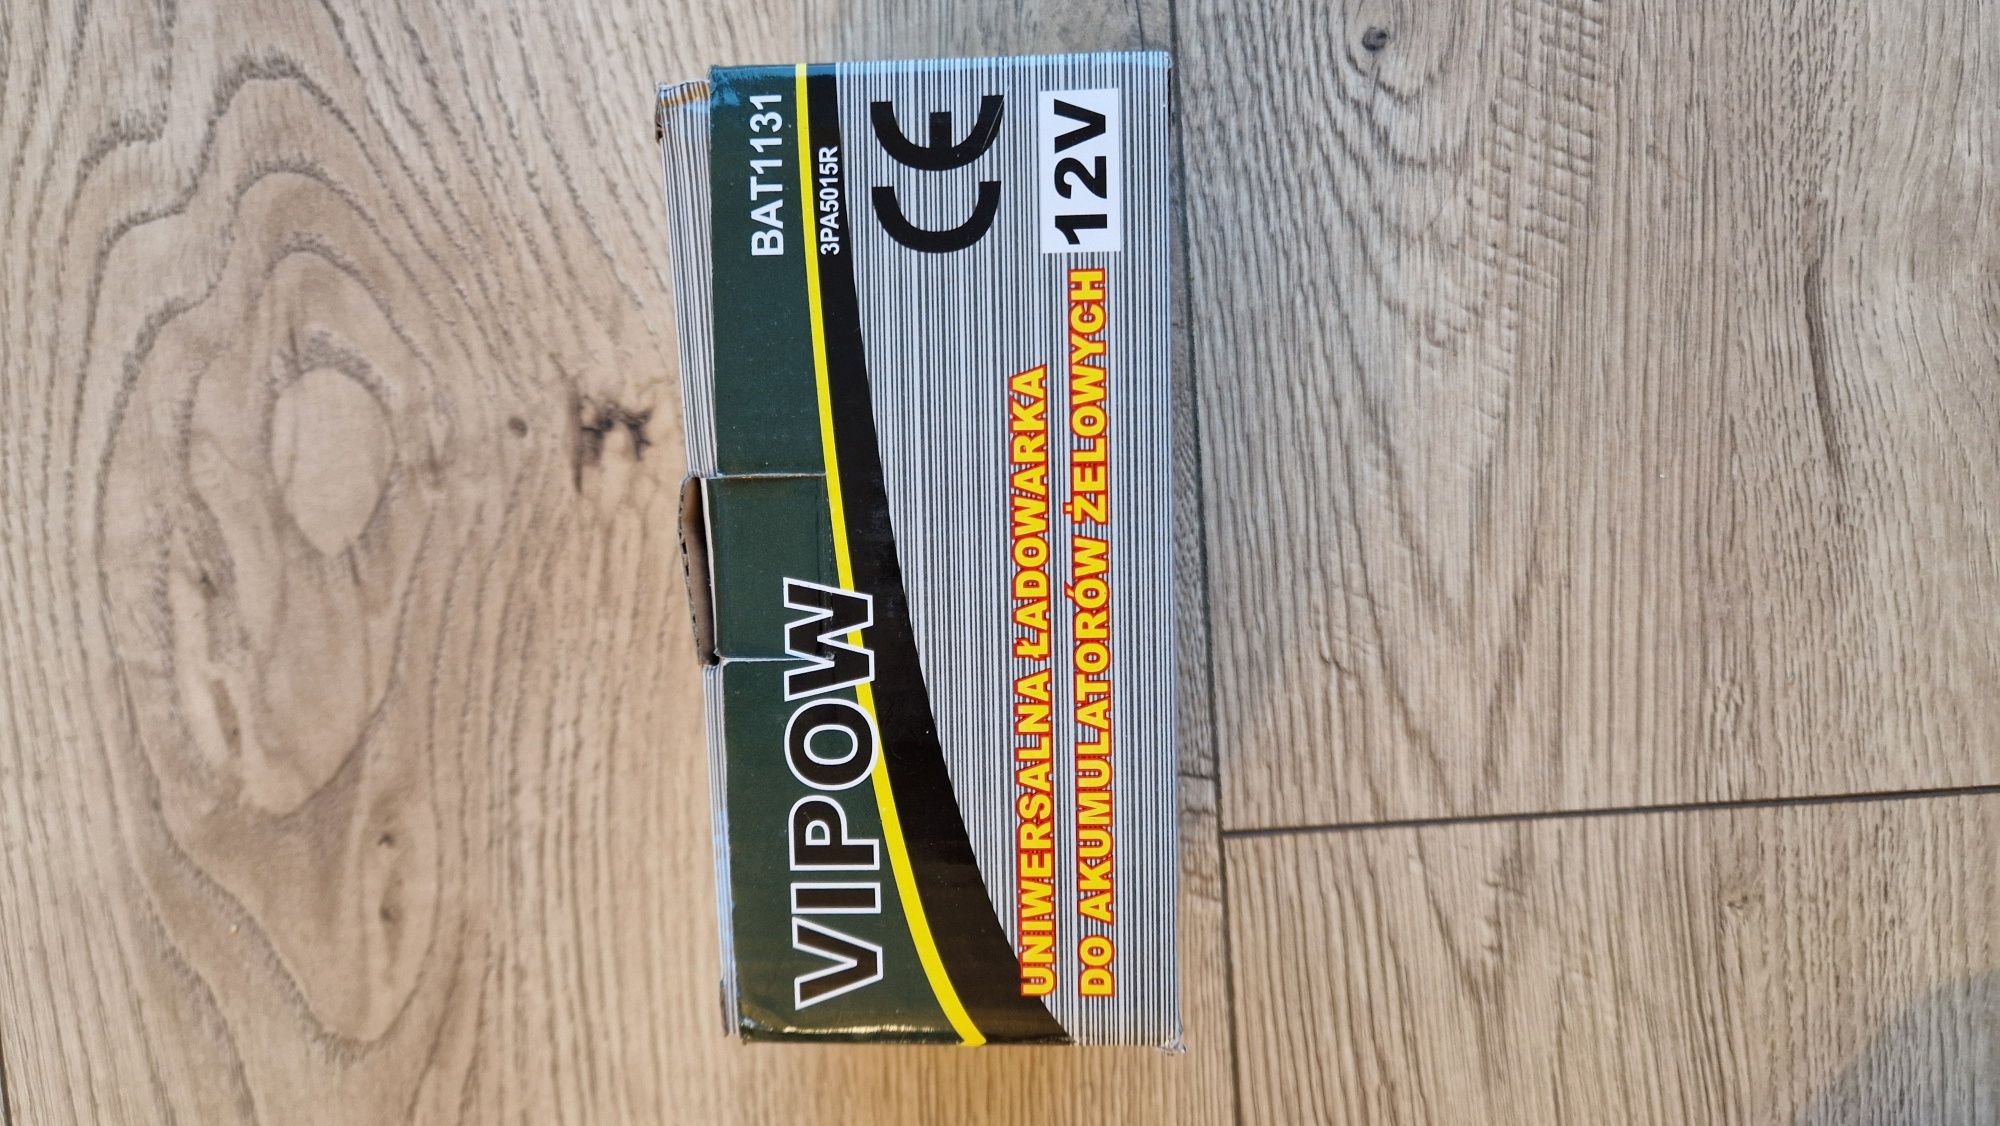 VIPOW
BAT1131
3PA5015R
CE
UNIWERSALNA ŁADOWARKA
DO AKUMULATORÓW ŻELOWYCH 12V